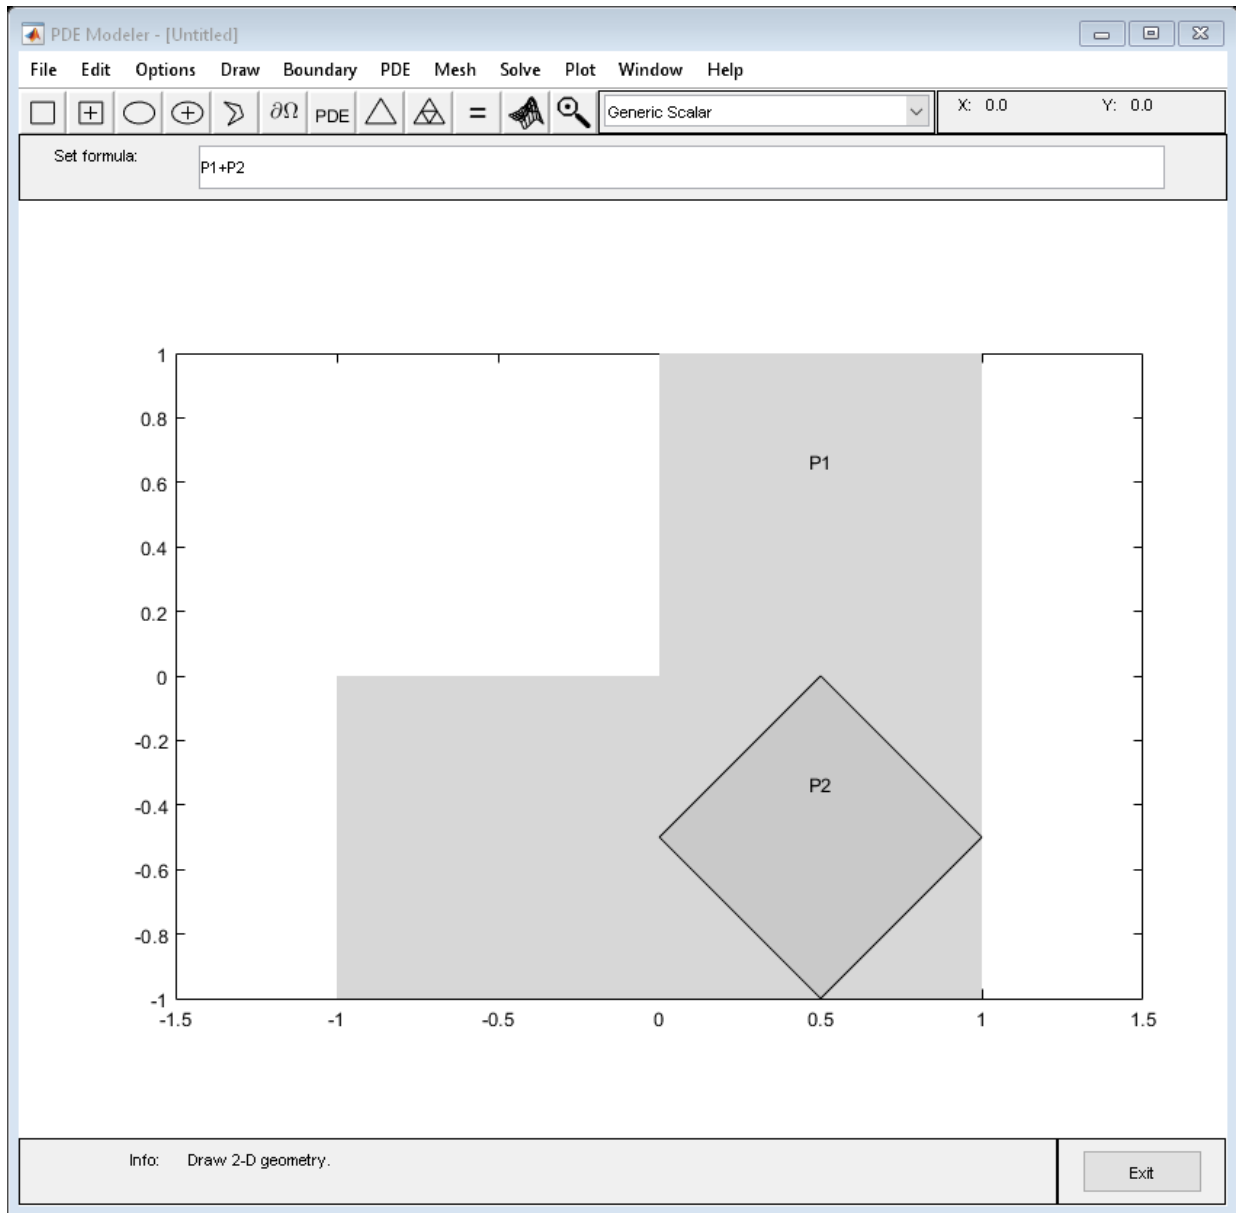 PDE Modeler - [Untitled]
File Edit Options Draw Boundary PDE Mesh Solve Plot Window Help
∂Ω PDE = Generic Scalar X: 0.0 Y: 0.0
Set formula: P1+P2
1
0.8
P1
0.6
0.4
0.2
0
-0.2
P2
-0.4
-0.6
-0.8
-1
-1.5 -1 -0.5 0 0.5 1 1.5
Info: Draw 2-D geometry. Exit